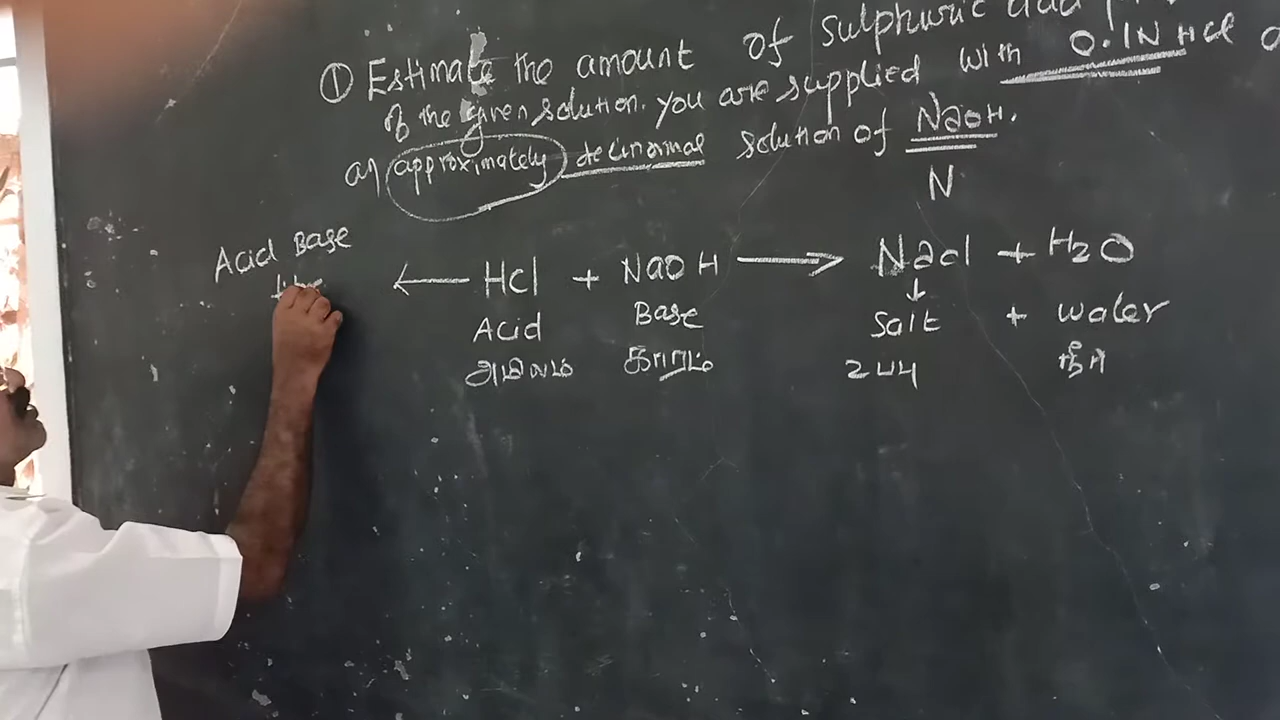 ① Estimate the amount of sulphuric acid
of the given solution. you are supplied with 0.1N Hcl
an approximately decinormal solution of NaoH.
N
Acid Base
← Hcl + NaoH → Nacl + H2O
↓
Acid Base Salt + water
அமிலம் காரம் உப்பு நீர்